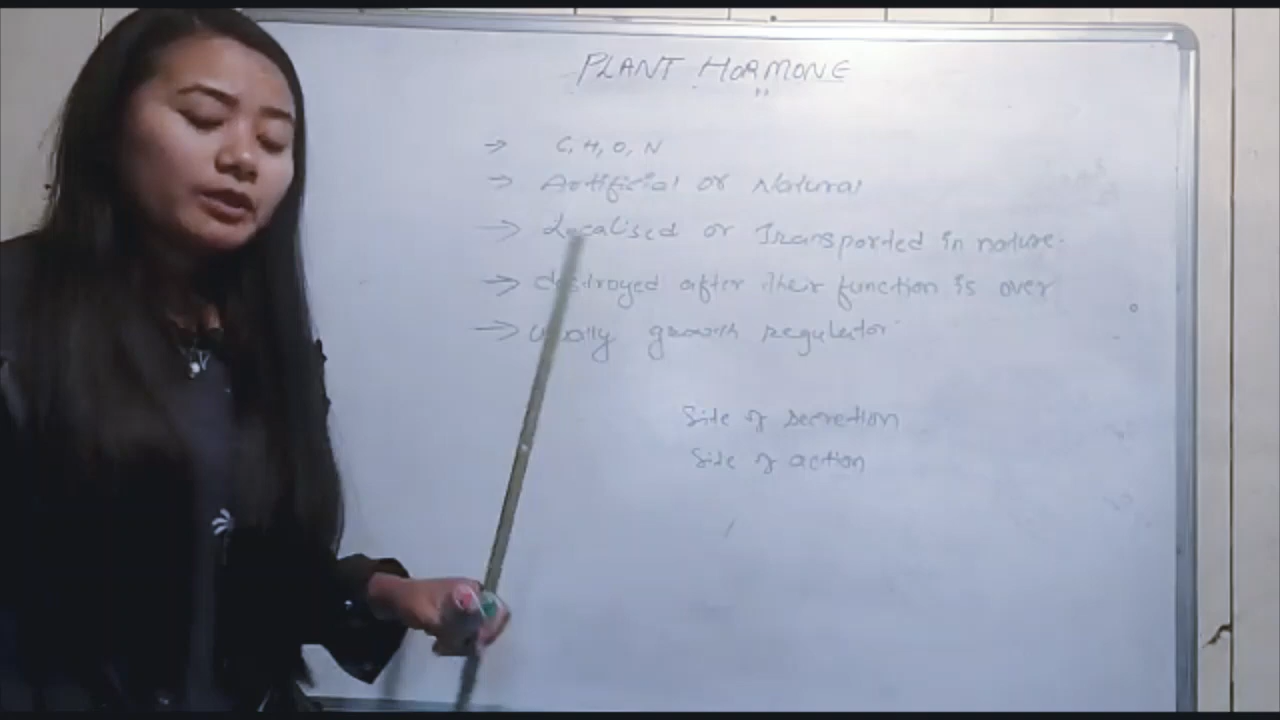 PLANT HORMONE
→ C, H, O, N
→ Artificial or Natural
→ Localised or Transported in nature.
→ destroyed after their function is over
→ usually growth regulator
Site of secretion
Site of action